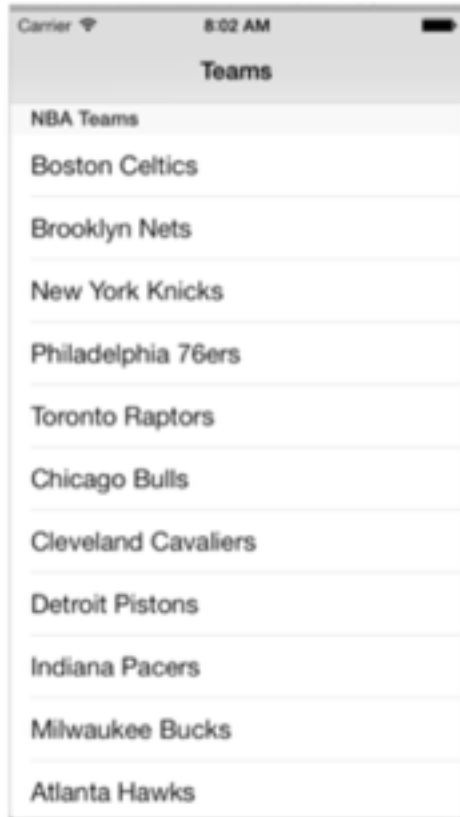 Carrier 8:02 AM
Teams
NBA Teams
Boston Celtics
Brooklyn Nets
New York Knicks
Philadelphia 76ers
Toronto Raptors
Chicago Bulls
Cleveland Cavaliers
Detroit Pistons
Indiana Pacers
Milwaukee Bucks
Atlanta Hawks